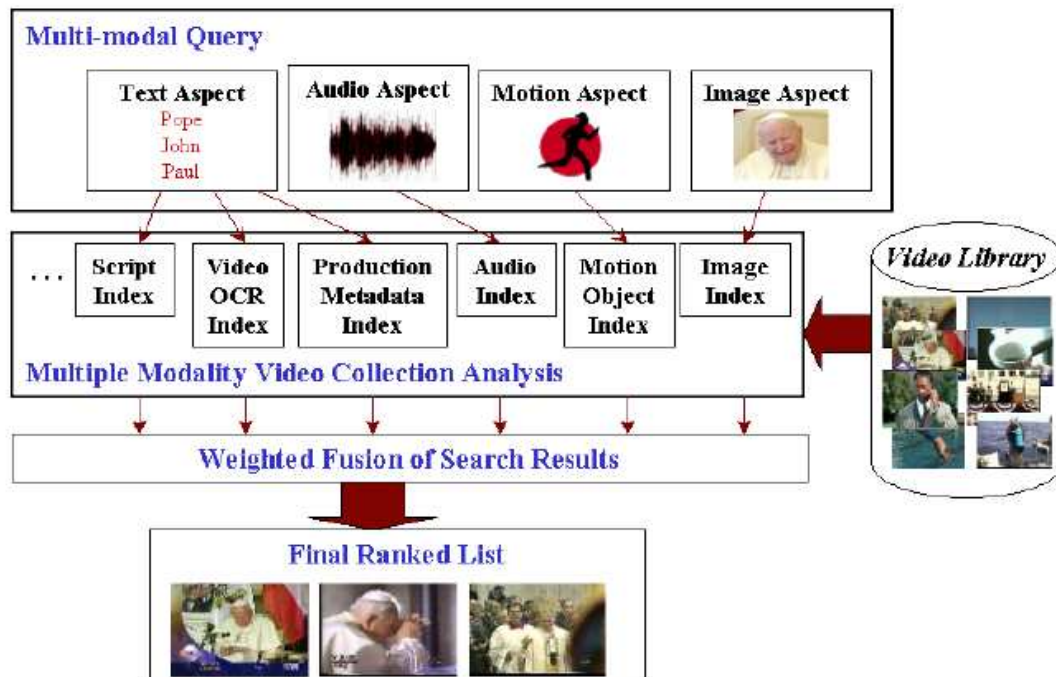 Multi-modal Query
Text Aspect
Pope
John
Paul
Audio Aspect
Motion Aspect
Image Aspect
. . .
Script
Index
Video
OCR
Index
Production
Metadata
Index
Audio
Index
Motion
Object
Index
Image
Index
Multiple Modality Video Collection Analysis
Video Library
Weighted Fusion of Search Results
Final Ranked List